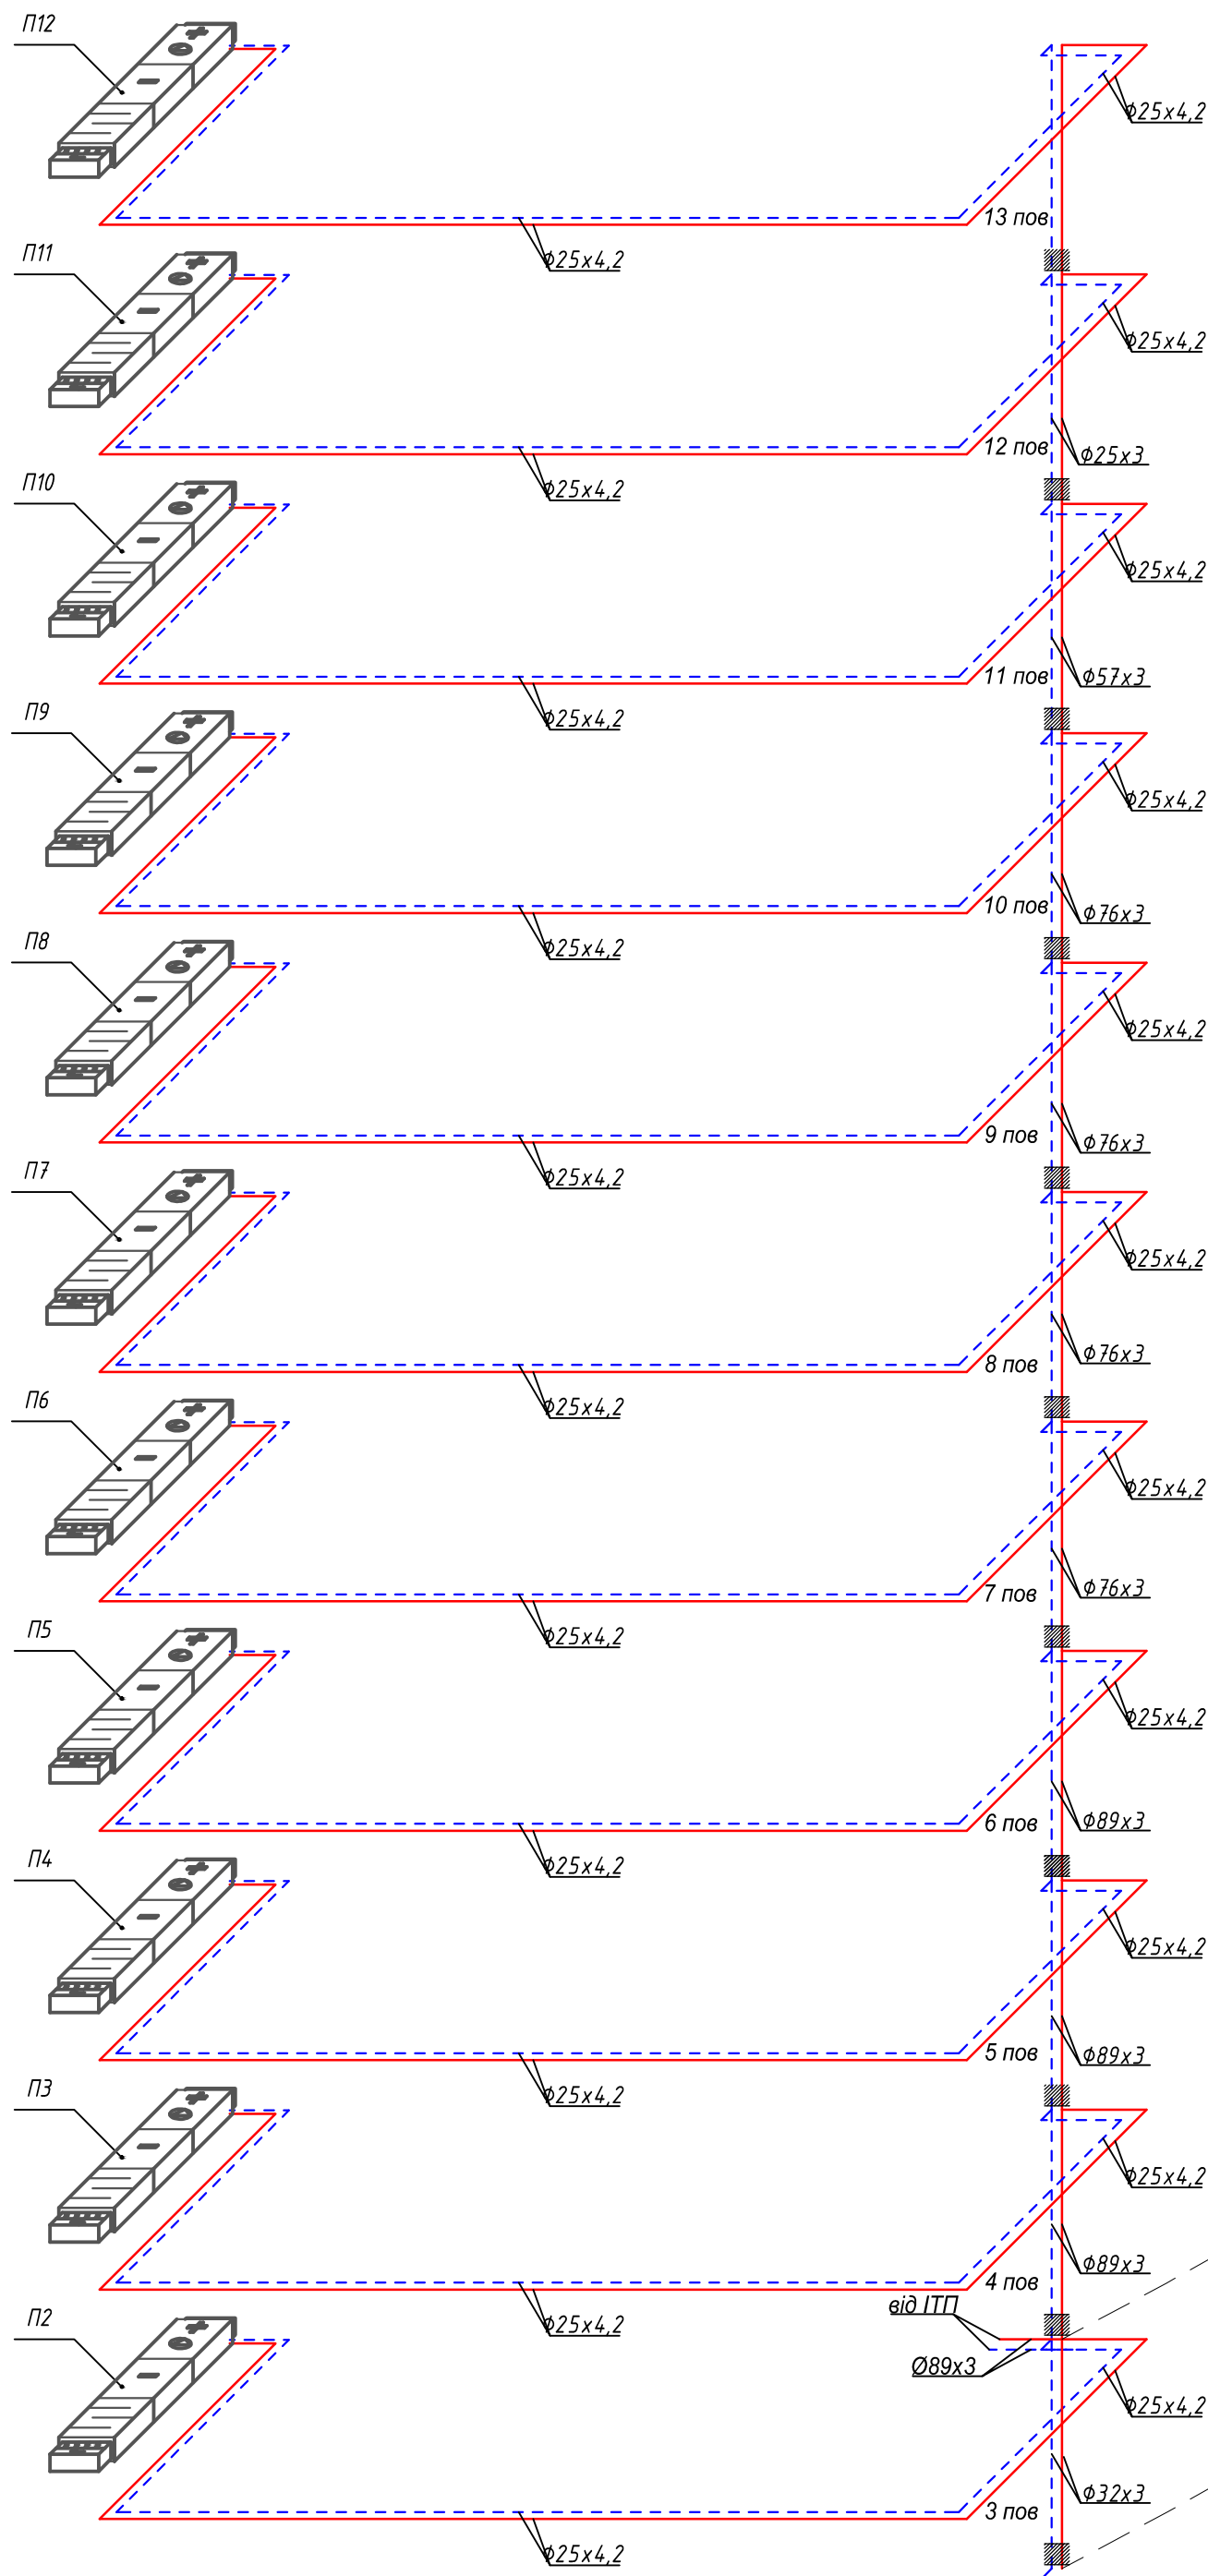 П12
ϕ25x4,2
13 пов
ϕ25x4,2
П11
ϕ25x4,2
12 пов
ϕ25x3
ϕ25x4,2
П10
ϕ25x4,2
11 пов
ϕ57x3
ϕ25x4,2
П9
ϕ25x4,2
10 пов
ϕ76x3
ϕ25x4,2
П8
ϕ25x4,2
9 пов
ϕ76x3
ϕ25x4,2
П7
ϕ25x4,2
8 пов
ϕ76x3
ϕ25x4,2
П6
ϕ25x4,2
7 пов
ϕ76x3
ϕ25x4,2
П5
ϕ25x4,2
6 пов
ϕ89x3
ϕ25x4,2
П4
ϕ25x4,2
5 пов
ϕ89x3
ϕ25x4,2
П3
ϕ25x4,2
ϕ89x3
4 пов
від ІТП
ϕ25x4,2
П2
Ø89x3
ϕ25x4,2
ϕ32x3
3 пов
ϕ25x4,2